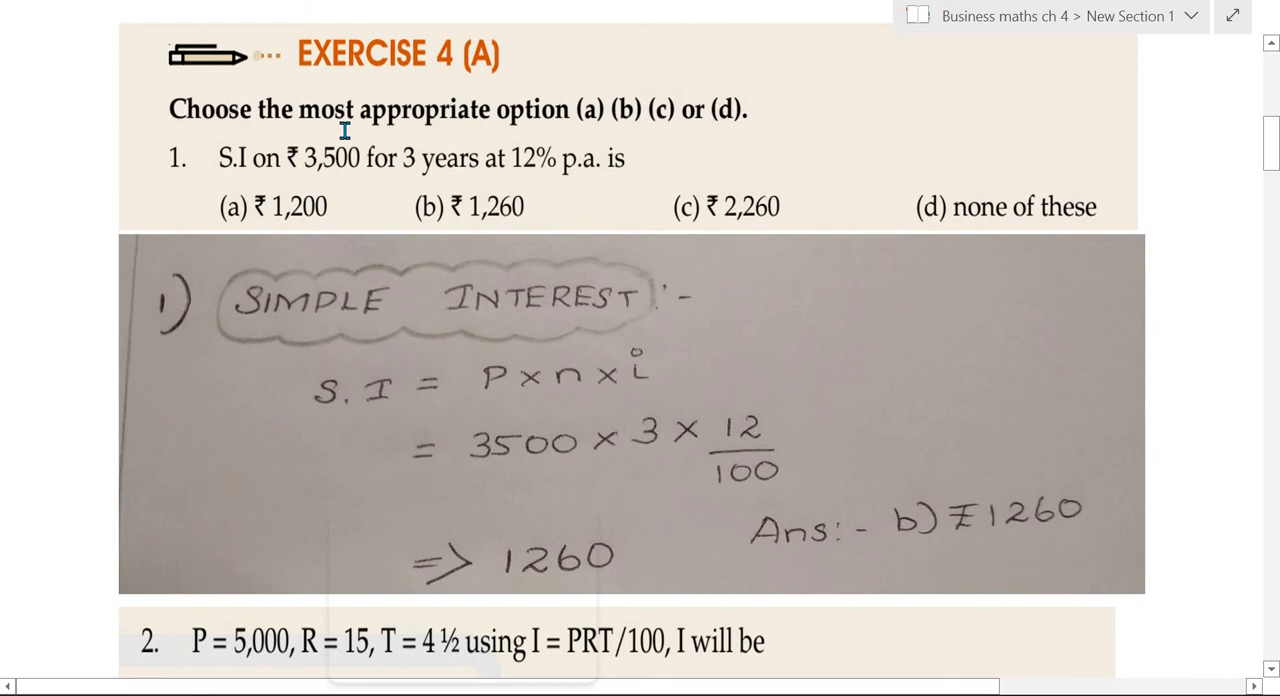 Business maths ch 4 > New Section 1
EXERCISE 4 (A)
Choose the most appropriate option (a) (b) (c) or (d).
1. S.I on ₹ 3,500 for 3 years at 12% p.a. is
(a) ₹ 1,200 (b) ₹ 1,260 (c) ₹ 2,260 (d) none of these
1) SIMPLE INTEREST :-
S. I = P × n × i
= 3500 × 3 × 12/100
=> 1260
Ans:- b) ₹1260
2. P = 5,000, R = 15, T = 4 ½ using I = PRT/100, I will be